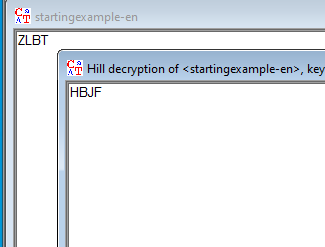 startingexample-en
ZLBT
Hill decryption of <startingexample-en>, key
HBJF